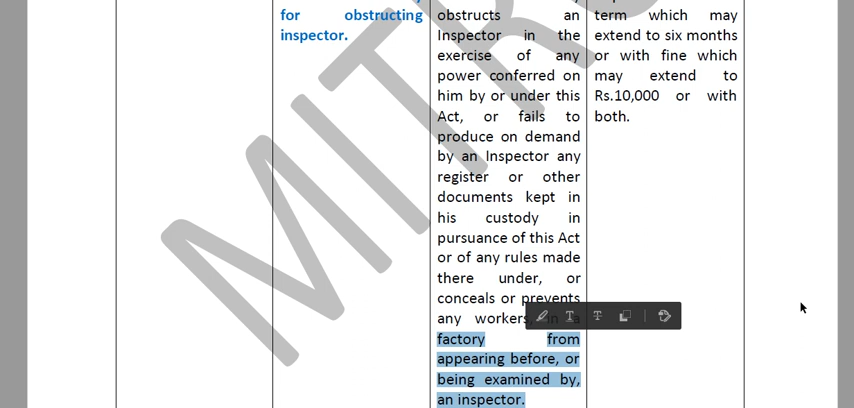 for obstructing
inspector.
obstructs an
Inspector in the
exercise of any
power conferred on
him by or under this
Act, or fails to
produce on demand
by an Inspector any
register or other
documents kept in
his custody in
pursuance of this Act
or of any rules made
there under, or
conceals or prevents
any workers, in a
factory from
appearing before, or
being examined by,
an inspector.
term which may
extend to six months
or with fine which
may extend to
Rs.10,000 or with
both.